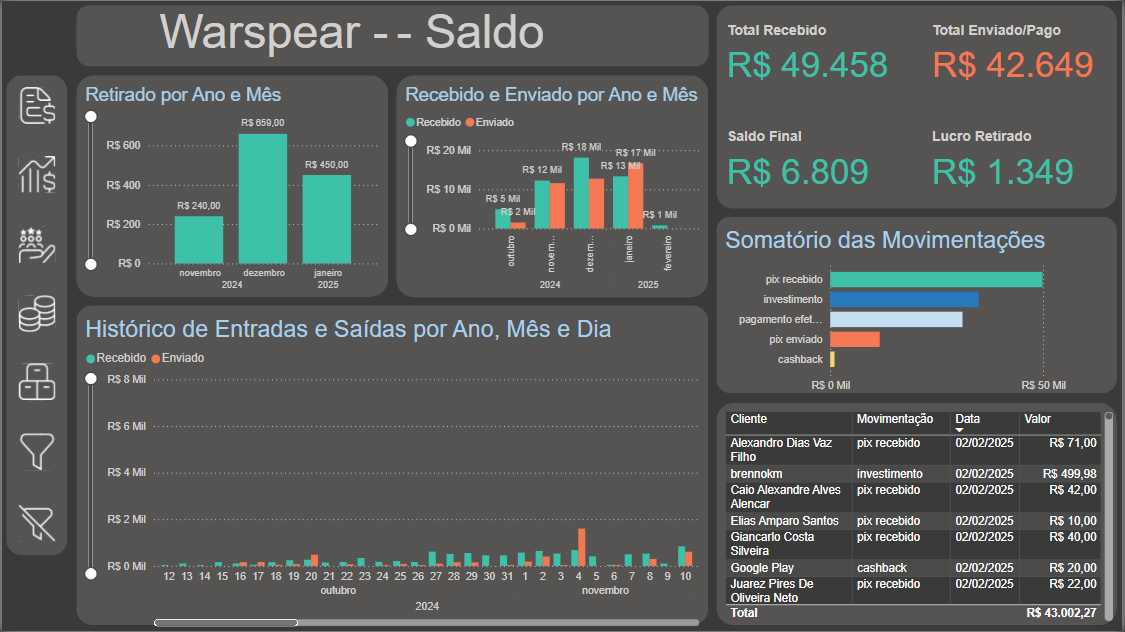 Warspear - - Saldo
Total Recebido
R$ 49.458
Total Enviado/Pago
R$ 42.649
Saldo Final
R$ 6.809
Lucro Retirado
R$ 1.349
Retirado por Ano e Mês
R$ 600
R$ 400
R$ 200
R$ 0
R$ 240,00
R$ 659,00
R$ 450,00
novembro dezembro janeiro
2024 2025
Recebido e Enviado por Ano e Mês
Recebido Enviado
R$ 20 Mil
R$ 10 Mil
R$ 0 Mil
R$ 5 Mil
R$ 2 Mil
R$ 12 Mil
R$ 18 Mil
R$ 13 Mil
R$ 17 Mil
R$ 1 Mil
outubro
novem...
dezem...
janeiro
fevereiro
2024 2025
Somatório das Movimentações
pix recebido
investimento
pagamento efet...
pix enviado
cashback
R$ 0 Mil R$ 50 Mil
Histórico de Entradas e Saídas por Ano, Mês e Dia
Recebido Enviado
R$ 8 Mil
R$ 6 Mil
R$ 4 Mil
R$ 2 Mil
R$ 0 Mil
12 13 14 15 16 17 18 19 20 21 22 23 24 25 26 27 28 29 30 31 1 2 3 4 5 6 7 8 9 10
outubro novembro
2024
Cliente Movimentação Data Valor
Alexandro Dias Vaz pix recebido 02/02/2025 R$ 71,00
Filho
brennokm investimento 02/02/2025 R$ 499,98
Caio Alexandre Alves pix recebido 02/02/2025 R$ 42,00
Alencar
Elias Amparo Santos pix recebido 02/02/2025 R$ 10,00
Giancarlo Costa pix recebido 02/02/2025 R$ 40,00
Silveira
Google Play cashback 02/02/2025 R$ 20,00
Juarez Pires De pix recebido 02/02/2025 R$ 22,00
Oliveira Neto
Total R$ 43.002,27